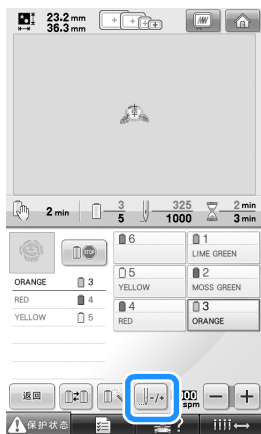 23.2 mm
36.3 mm
2 min
3
5
325
1000
2 min
3 min
6
1
LIME GREEN
STOP
5
YELLOW
2
MOSS GREEN
ORANGE 3
RED 4
YELLOW 5
4
RED
3
ORANGE
返回
-/+
00
spm
- +
保护状态
?